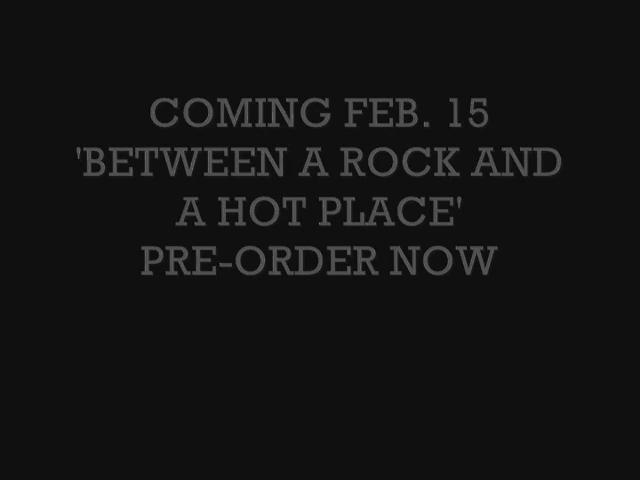 COMING FEB. 15
'BETWEEN A ROCK AND
A HOT PLACE'
PRE-ORDER NOW